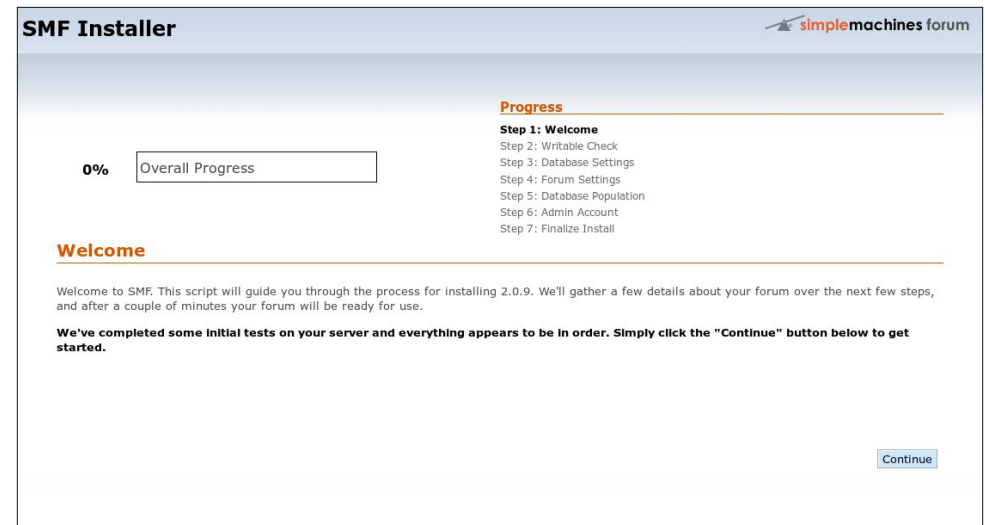 SMF Installer
simplemachines forum
Progress
Step 1: Welcome
Step 2: Writable Check
Step 3: Database Settings
Step 4: Forum Settings
Step 5: Database Population
Step 6: Admin Account
Step 7: Finalize Install
0%
Overall Progress
Welcome
Welcome to SMF. This script will guide you through the process for installing 2.0.9. We'll gather a few details about your forum over the next few steps,
and after a couple of minutes your forum will be ready for use.
We've completed some initial tests on your server and everything appears to be in order. Simply click the "Continue" button below to get
started.
Continue